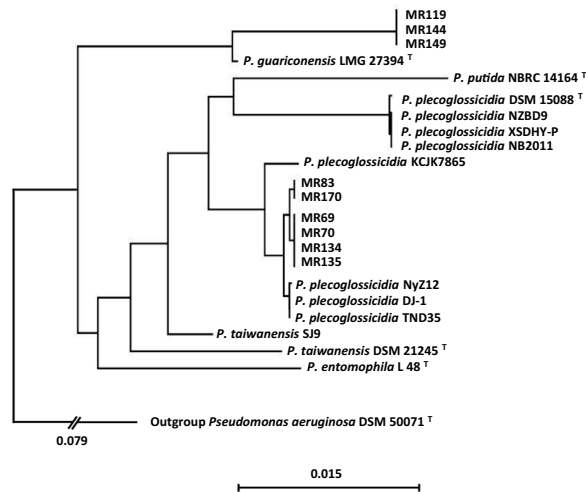 MR119
MR144
MR149
P. guariconensis LMG 27394 T
P. putida NBRC 14164 T
P. plecoglossicidia DSM 15088 T
P. plecoglossicidia NZBD9
P. plecoglossicidia XSDHY-P
P. plecoglossicidia NB2011
P. plecoglossicidia KCJK7865
MR83
MR170
MR69
MR70
MR134
MR135
P. plecoglossicidia NyZ12
P. plecoglossicidia DJ-1
P. plecoglossicidia TND35
P. taiwanensis SJ9
P. taiwanensis DSM 21245 T
P. entomophila L 48 T
Outgroup Pseudomonas aeruginosa DSM 50071 T
0.079
0.015